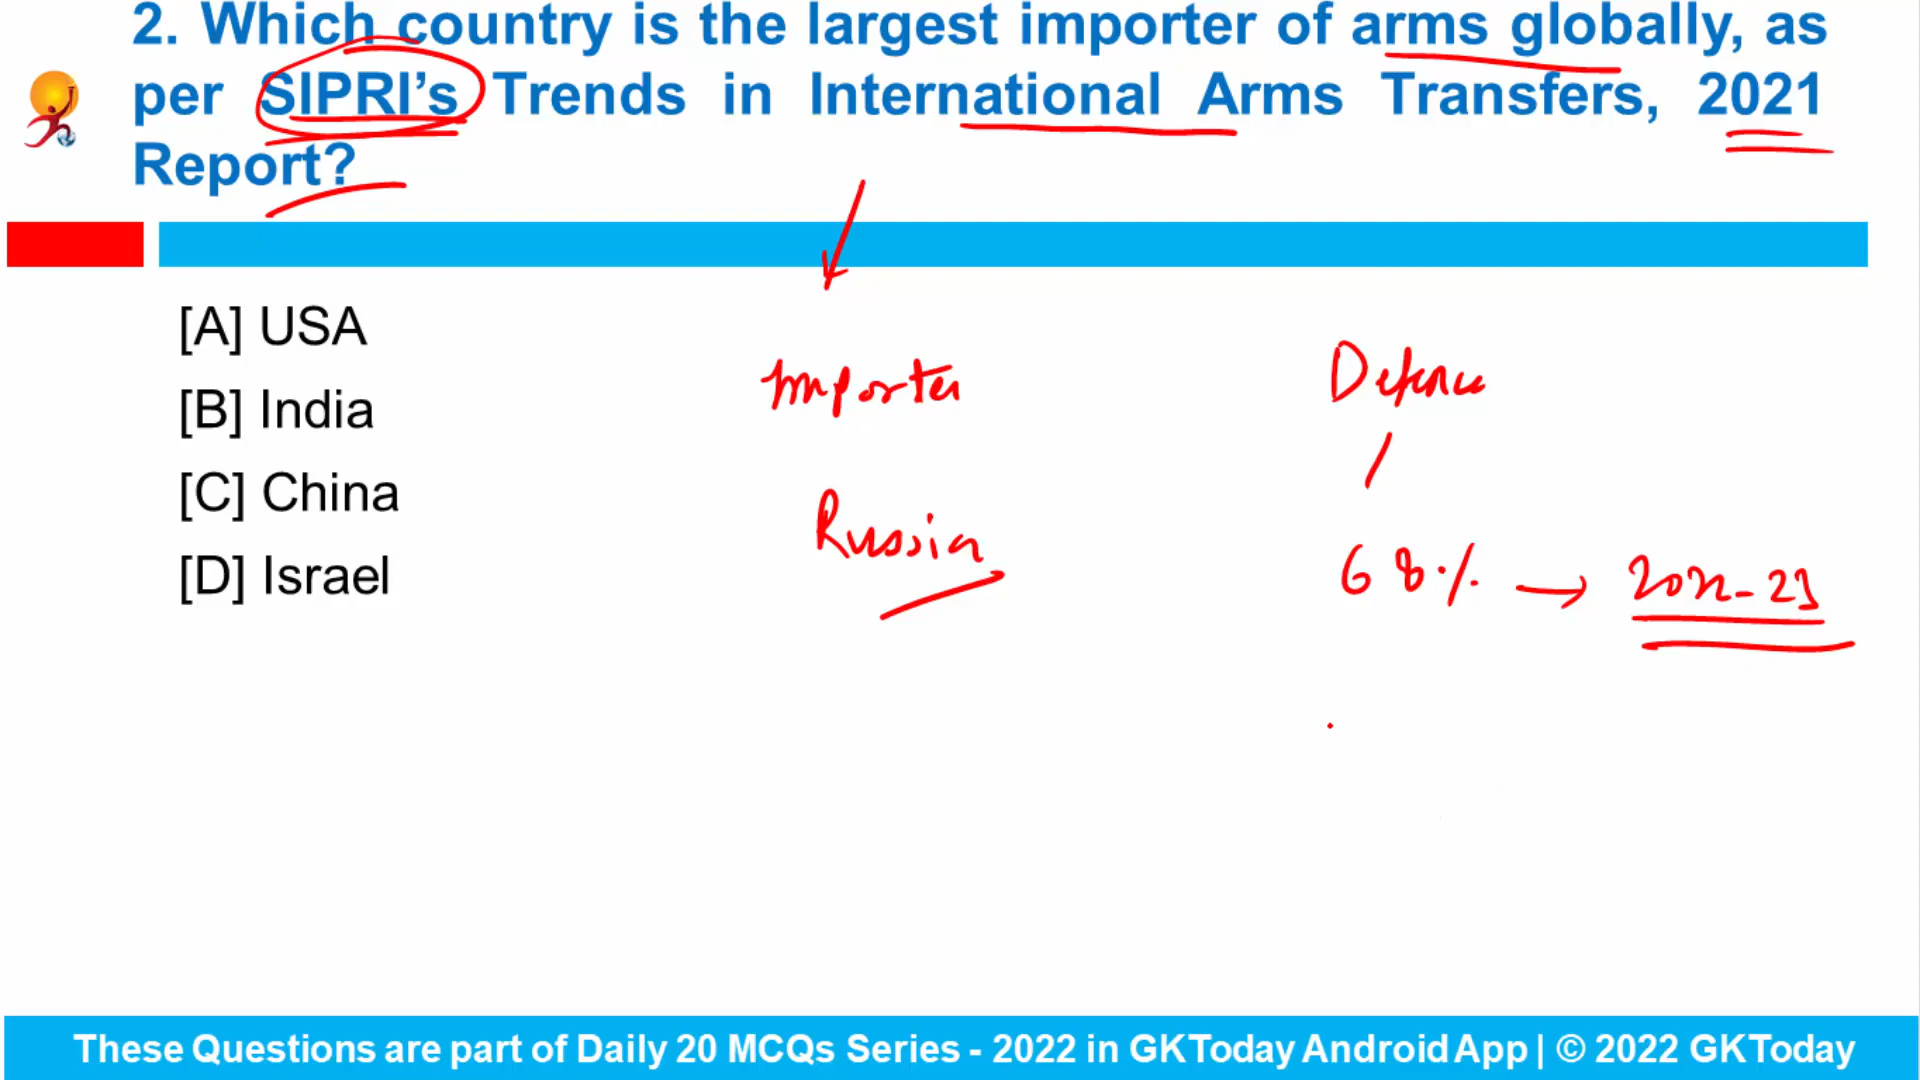 2. Which country is the largest importer of arms globally, as
per SIPRI's Trends in International Arms Transfers, 2021
Report?
[A] USA
[B] India
[C] China
[D] Israel
Importer
Russia
Defence
68% → 2022-23
These Questions are part of Daily 20 MCQs Series - 2022 in GKToday Android App | © 2022 GKToday